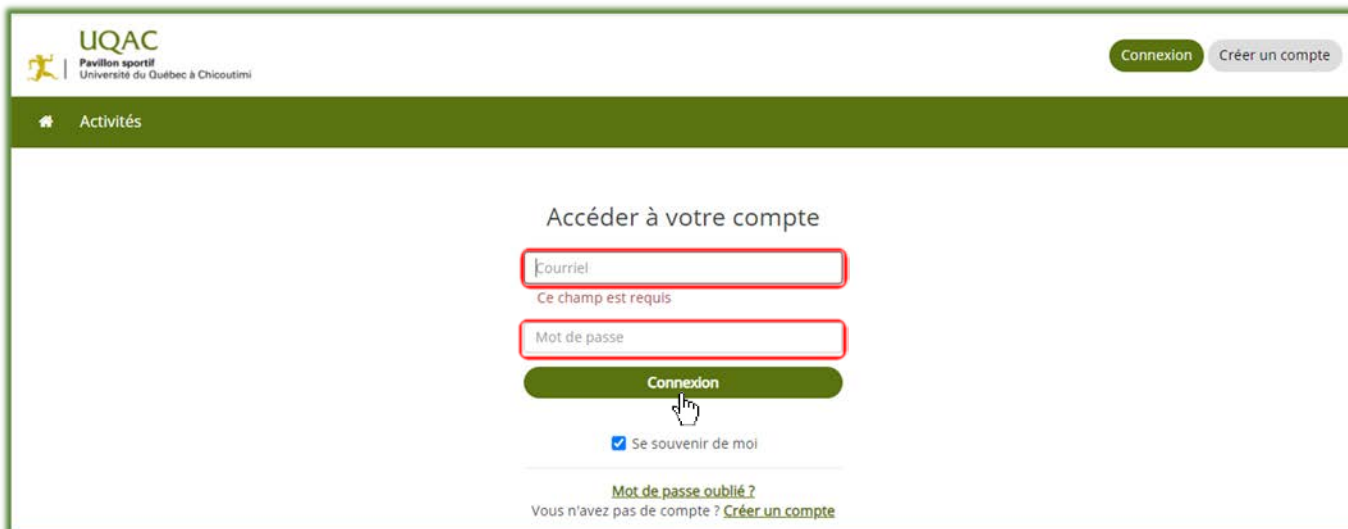 UQAC
Pavillon sportif
Université du Québec à Chicoutimi
Connexion
Créer un compte
Activités
Accéder à votre compte
Courriel
Ce champ est requis
Mot de passe
Connexion
Se souvenir de moi
Mot de passe oublié ?
Vous n'avez pas de compte ? Créer un compte